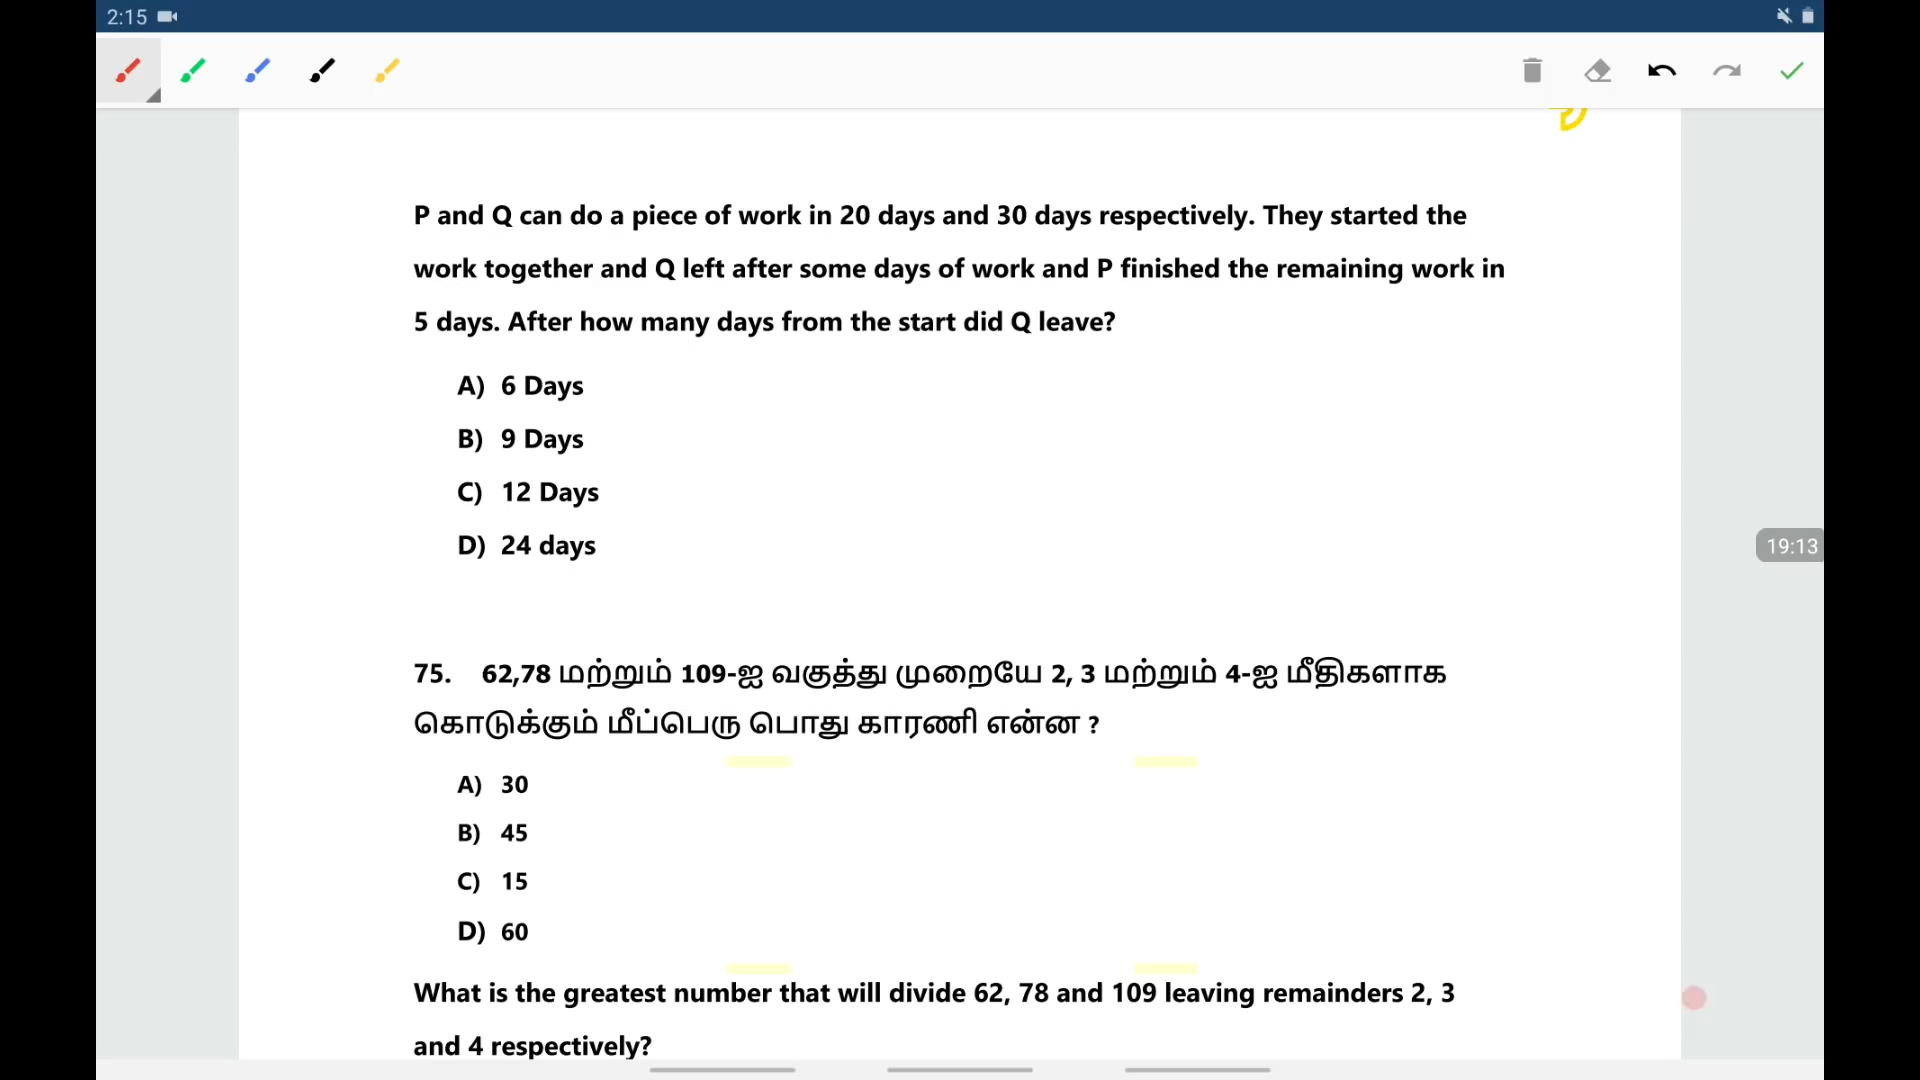 2:15
P and Q can do a piece of work in 20 days and 30 days respectively. They started the
work together and Q left after some days of work and P finished the remaining work in
5 days. After how many days from the start did Q leave?
A) 6 Days
B) 9 Days
C) 12 Days
D) 24 days
19:13
75. 62,78 மற்றும் 109-ஐ வகுத்து முறையே 2, 3 மற்றும் 4-ஐ மீதிகளாக
கொடுக்கும் மீப்பெரு பொது காரணி என்ன ?
A) 30
B) 45
C) 15
D) 60
What is the greatest number that will divide 62, 78 and 109 leaving remainders 2, 3
and 4 respectively?